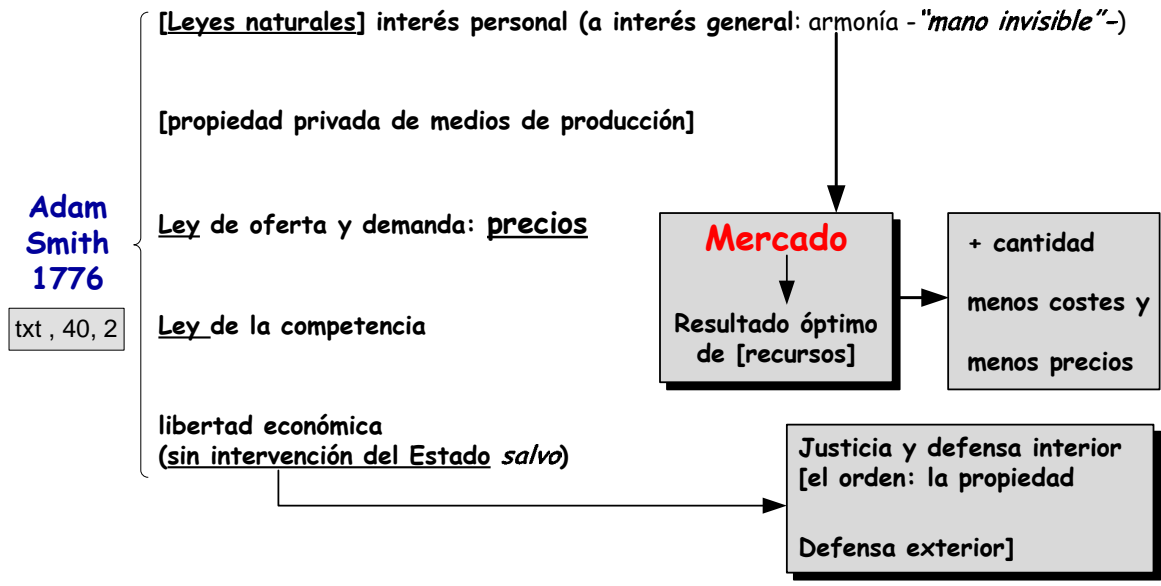 [Leyes naturales] interés personal (a interés general: armonía -"mano invisible"-)
[propiedad privada de medios de producción]
Adam
Smith
1776
txt , 40, 2
Ley de oferta y demanda: precios
Ley de la competencia
libertad económica
(sin intervención del Estado salvo)
Mercado
Resultado óptimo
de [recursos]
+ cantidad
menos costes y
menos precios
Justicia y defensa interior
[el orden: la propiedad
Defensa exterior]